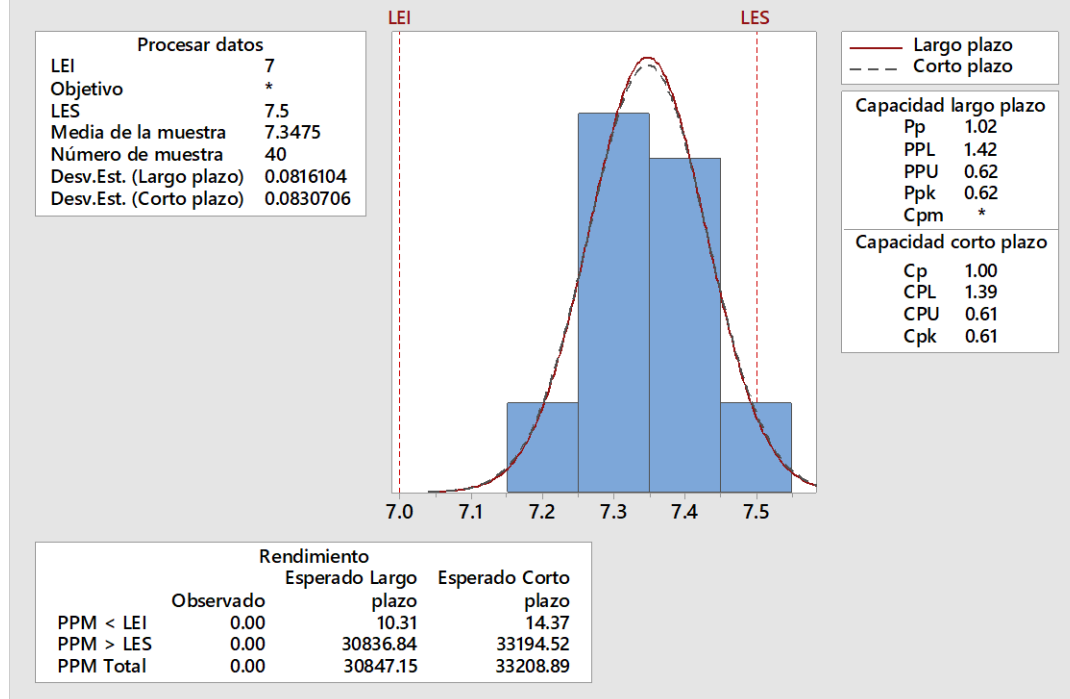 LEI LES
Procesar datos
LEI 7
Objetivo *
LES 7.5
Media de la muestra 7.3475
Número de muestra 40
Desv.Est. (Largo plazo) 0.0816104
Desv.Est. (Corto plazo) 0.0830706
Largo plazo
Corto plazo
Capacidad largo plazo
Pp 1.02
PPL 1.42
PPU 0.62
Ppk 0.62
Cpm *
Capacidad corto plazo
Cp 1.00
CPL 1.39
CPU 0.61
Cpk 0.61
7.0 7.1 7.2 7.3 7.4 7.5
Rendimiento
Esperado Largo Esperado Corto
Observado plazo plazo
PPM < LEI 0.00 10.31 14.37
PPM > LES 0.00 30836.84 33194.52
PPM Total 0.00 30847.15 33208.89